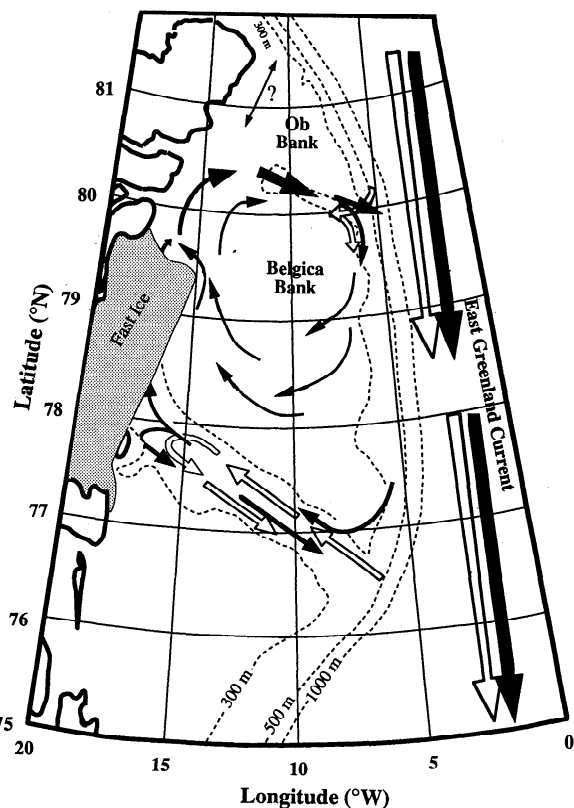 300 m
81
?
Ob
Bank
80
Belgica
Bank
79
Fast Ice
Latitude (°N)
East Greenland Current
78
77
76
300 m
500 m
1000 m
75
20
15
10
5
0
Longitude (°W)